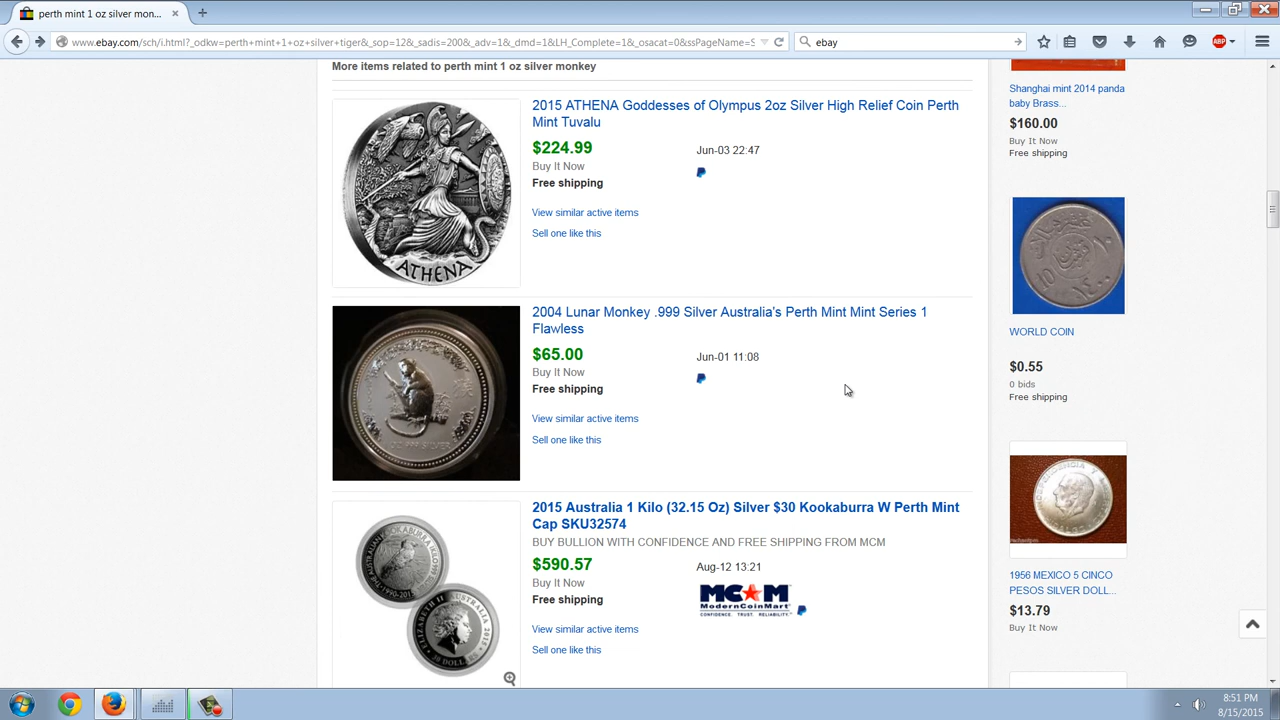 perth mint 1 oz silver mon...
www.ebay.com/sch/i.html?_odkw=perth+mint+1+oz+silver+tiger&_sop=12&_sadis=200&_adv=1&_dmd=1&LH_Complete=1&_osacat=0&ssPageName=S
ebay
ABP
More items related to perth mint 1 oz silver monkey
2015 ATHENA Goddesses of Olympus 2oz Silver High Relief Coin Perth
Mint Tuvalu
$224.99
Jun-03 22:47
Buy It Now
Free shipping
View similar active items
Sell one like this
ATHENA
2004 Lunar Monkey .999 Silver Australia's Perth Mint Mint Series 1
Flawless
$65.00
Jun-01 11:08
Buy It Now
Free shipping
View similar active items
Sell one like this
2015 Australia 1 Kilo (32.15 Oz) Silver $30 Kookaburra W Perth Mint
Cap SKU32574
BUY BULLION WITH CONFIDENCE AND FREE SHIPPING FROM MCM
$590.57
Aug-12 13:21
Buy It Now
Free shipping
MCM
ModernCoinMart
CONFIDENCE. TRUST. RELIABILITY.
View similar active items
Sell one like this
Shanghai mint 2014 panda
baby Brass...
$160.00
Buy It Now
Free shipping
WORLD COIN
$0.55
0 bids
Free shipping
1956 MEXICO 5 CINCO
PESOS SILVER DOLL...
$13.79
Buy It Now
8:51 PM
8/15/2015